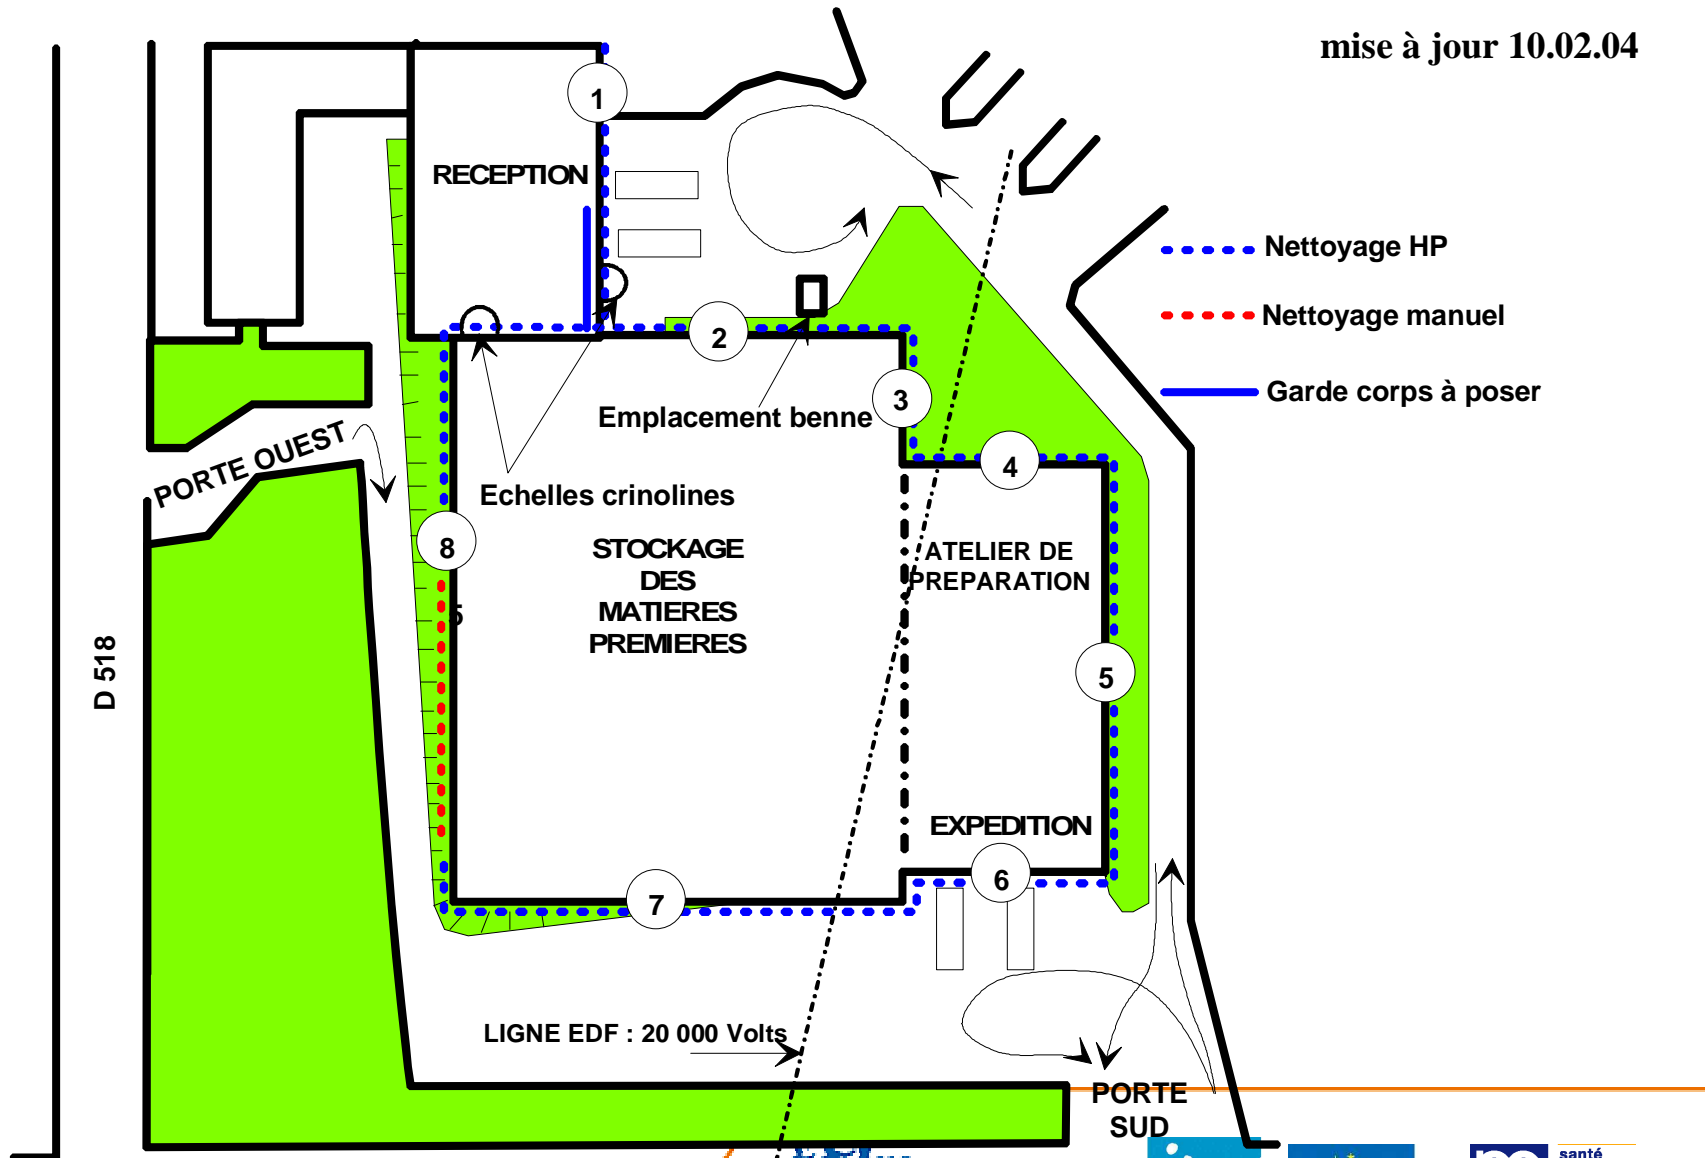 mise à jour 10.02.04
1
RECEPTION
Nettoyage HP
Nettoyage manuel
2
Garde corps à poser
3
Emplacement benne
PORTE OUEST
4
Echelles crinolines
8
STOCKAGE
DES
MATIERES
PREMIERES
ATELIER DE
PREPARATION
5
D 518
5
EXPEDITION
6
7
LIGNE EDF : 20 000 Volts
PORTE
SUD
santé